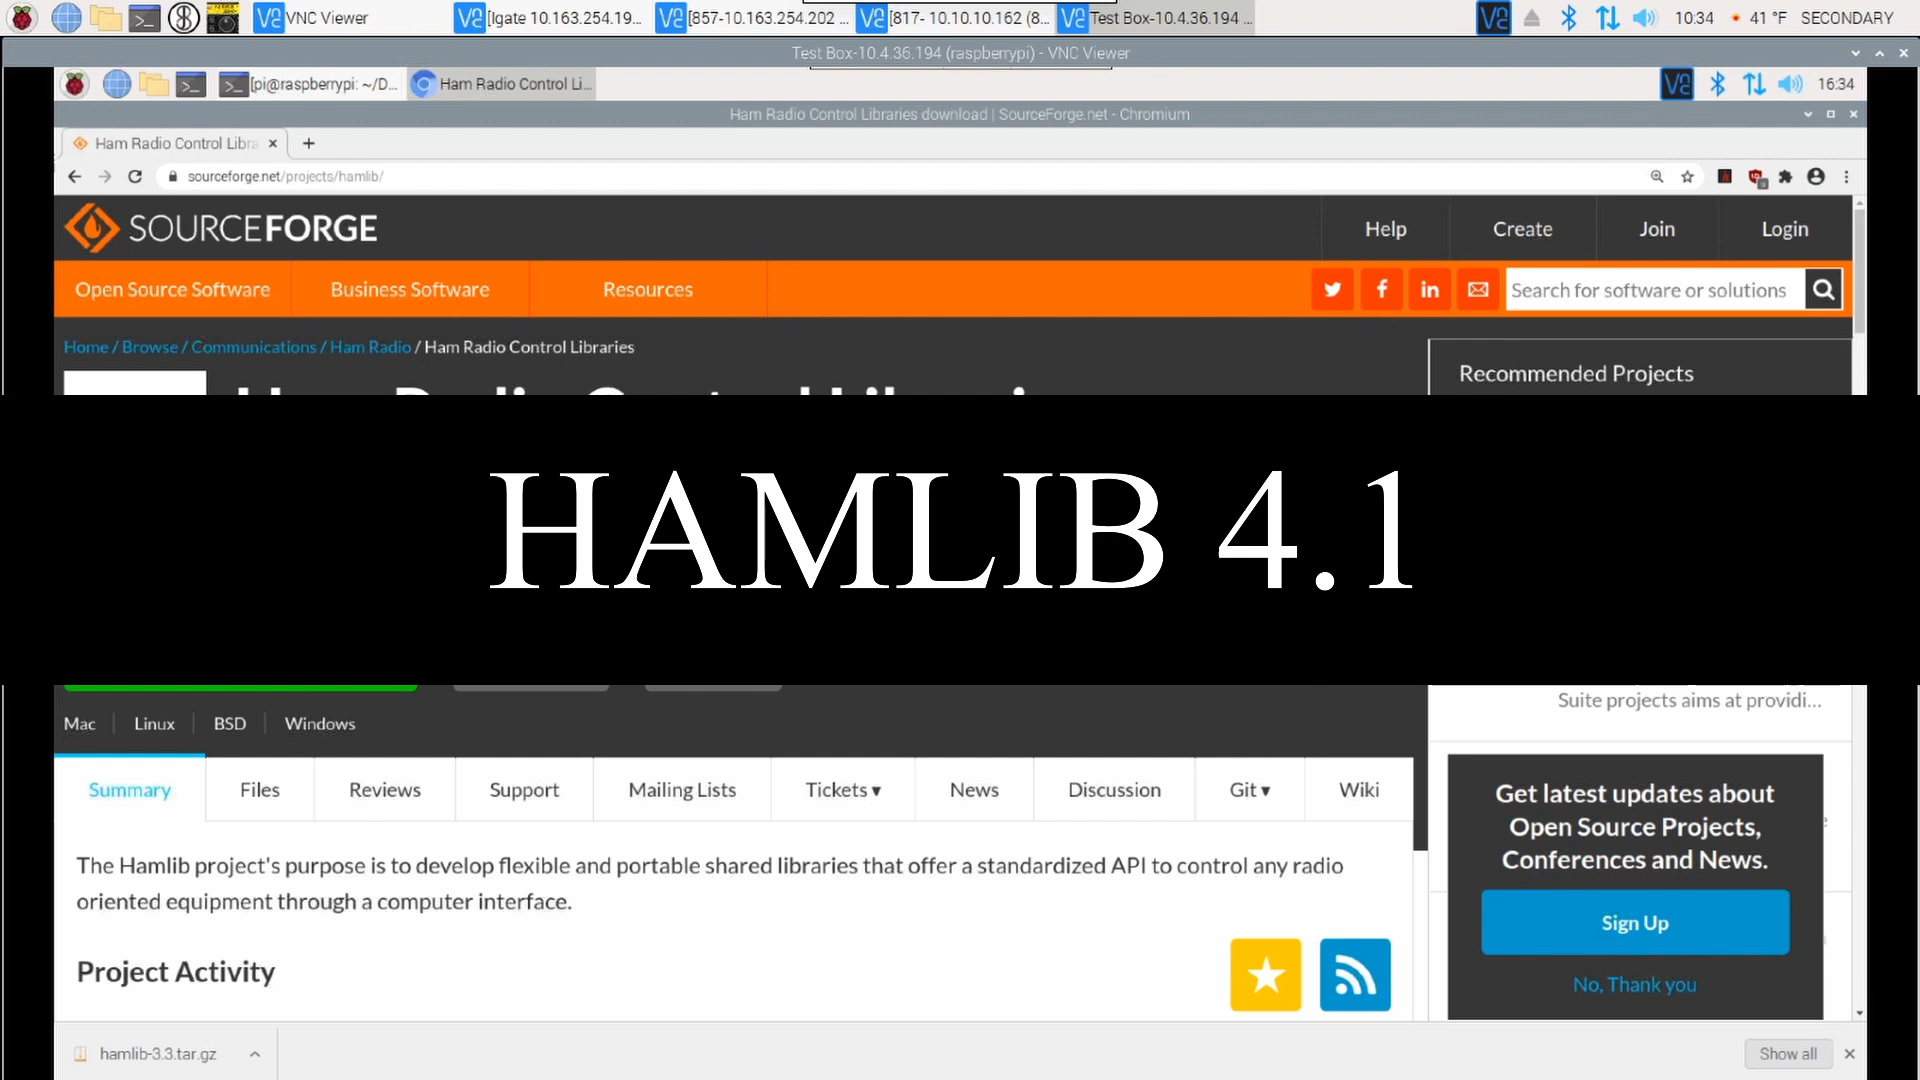 VNC Viewer
[Igate 10.163.254.19...
[857-10.163.254.202 ...
[817- 10.10.10.162 (8...
Test Box-10.4.36.194 ...
10:34
41 °F
SECONDARY
Test Box-10.4.36.194 (raspberrypi) - VNC Viewer
[pi@raspberrypi: ~/D...
Ham Radio Control Li...
16:34
Ham Radio Control Libraries download | SourceForge.net - Chromium
Ham Radio Control Libra
sourceforge.net/projects/hamlib/
SOURCEFORGE
Help
Create
Join
Login
Open Source Software
Business Software
Resources
Search for software or solutions
Home / Browse / Communications / Ham Radio / Ham Radio Control Libraries
Recommended Projects
HAMLIB 4.1
Suite projects aims at providi...
Mac
Linux
BSD
Windows
Summary
Files
Reviews
Support
Mailing Lists
Tickets ▾
News
Discussion
Git ▾
Wiki
The Hamlib project's purpose is to develop flexible and portable shared libraries that offer a standardized API to control any radio
oriented equipment through a computer interface.
Project Activity
Get latest updates about
Open Source Projects,
Conferences and News.
Sign Up
No, Thank you
hamlib-3.3.tar.gz
Show all